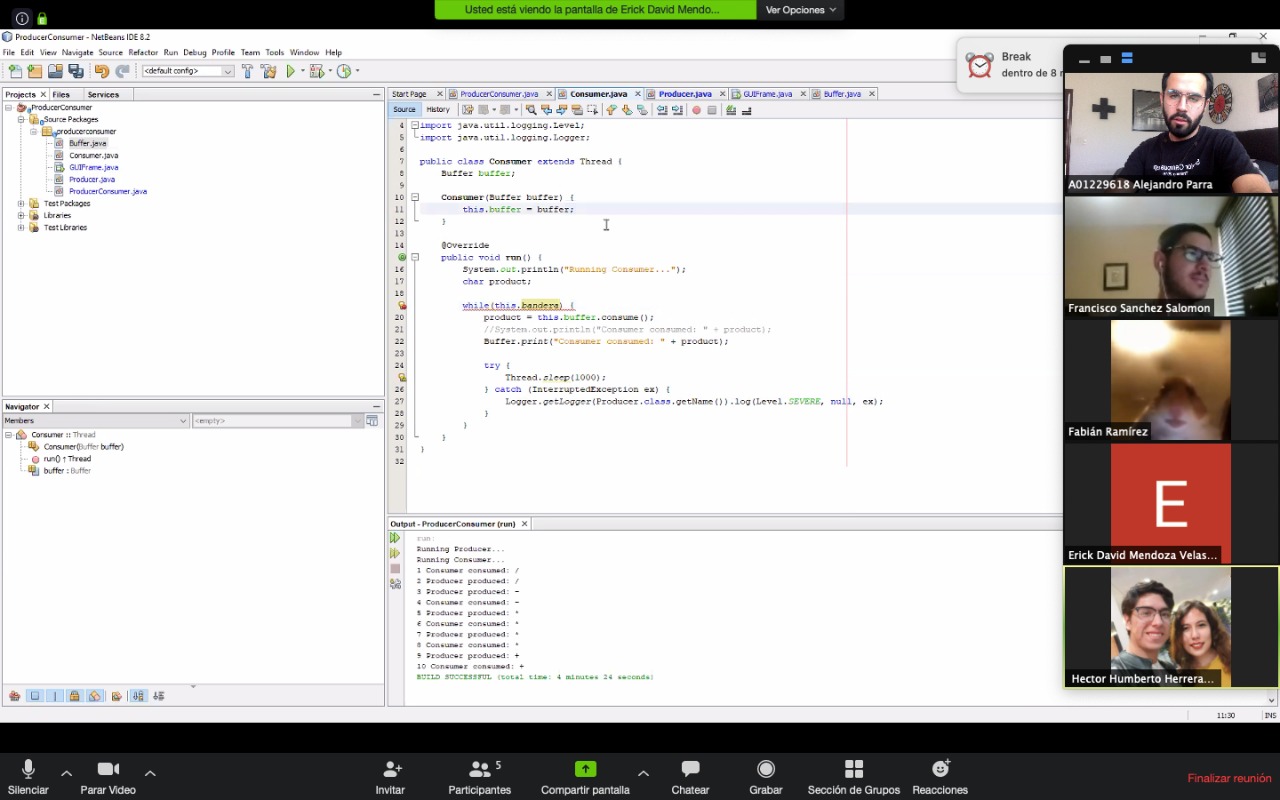 Usted está viendo la pantalla de Erick David Mendo...
Ver Opciones
ProducerConsumer - NetBeans IDE 8.2
File Edit View Navigate Source Refactor Run Debug Profile Team Tools Window Help
<default config>
Break
dentro de 8 m
Projects Files Services
ProducerConsumer
Source Packages
producerconsumer
Buffer.java
Consumer.java
GUIFrame.java
Producer.java
ProducerConsumer.java
Test Packages
Libraries
Test Libraries
Navigator
Members
<empty>
Consumer :: Thread
Consumer(Buffer buffer)
run() ↑ Thread
buffer : Buffer
Start Page ProducerConsumer.java Consumer.java Producer.java GUIFrame.java Buffer.java
Source History
4 import java.util.logging.Level;
5 import java.util.logging.Logger;
6
7 public class Consumer extends Thread {
8 Buffer buffer;
9
10 Consumer(Buffer buffer) {
11 this.buffer = buffer;
12 }
13
14 @Override
public void run() {
16 System.out.println("Running Consumer...");
17 char product;
18
while(this.bandera) {
20 product = this.buffer.consume();
21 //System.out.println("Consumer consumed: " + product);
22 Buffer.print("Consumer consumed: " + product);
23
24 try {
Thread.sleep(1000);
26 } catch (InterruptedException ex) {
27 Logger.getLogger(Producer.class.getName()).log(Level.SEVERE, null, ex);
28 }
29 }
30 }
31 }
32
Output - ProducerConsumer (run)
run:
Running Producer...
Running Consumer...
1 Consumer consumed: /
2 Producer produced: /
3 Producer produced: -
4 Consumer consumed: -
5 Producer produced: *
6 Consumer consumed: *
7 Producer produced: *
8 Consumer consumed: *
9 Producer produced: +
10 Consumer consumed: +
BUILD SUCCESSFUL (total time: 4 minutes 24 seconds)
11:30 INS
A01229618 Alejandro Parra
Francisco Sanchez Salomon
Fabián Ramírez
E
Erick David Mendoza Velas...
Hector Humberto Herrera...
Silenciar
Parar Video
Invitar
5
Participantes
Compartir pantalla
Chatear
Grabar
Sección de Grupos
Reacciones
Finalizar reunión